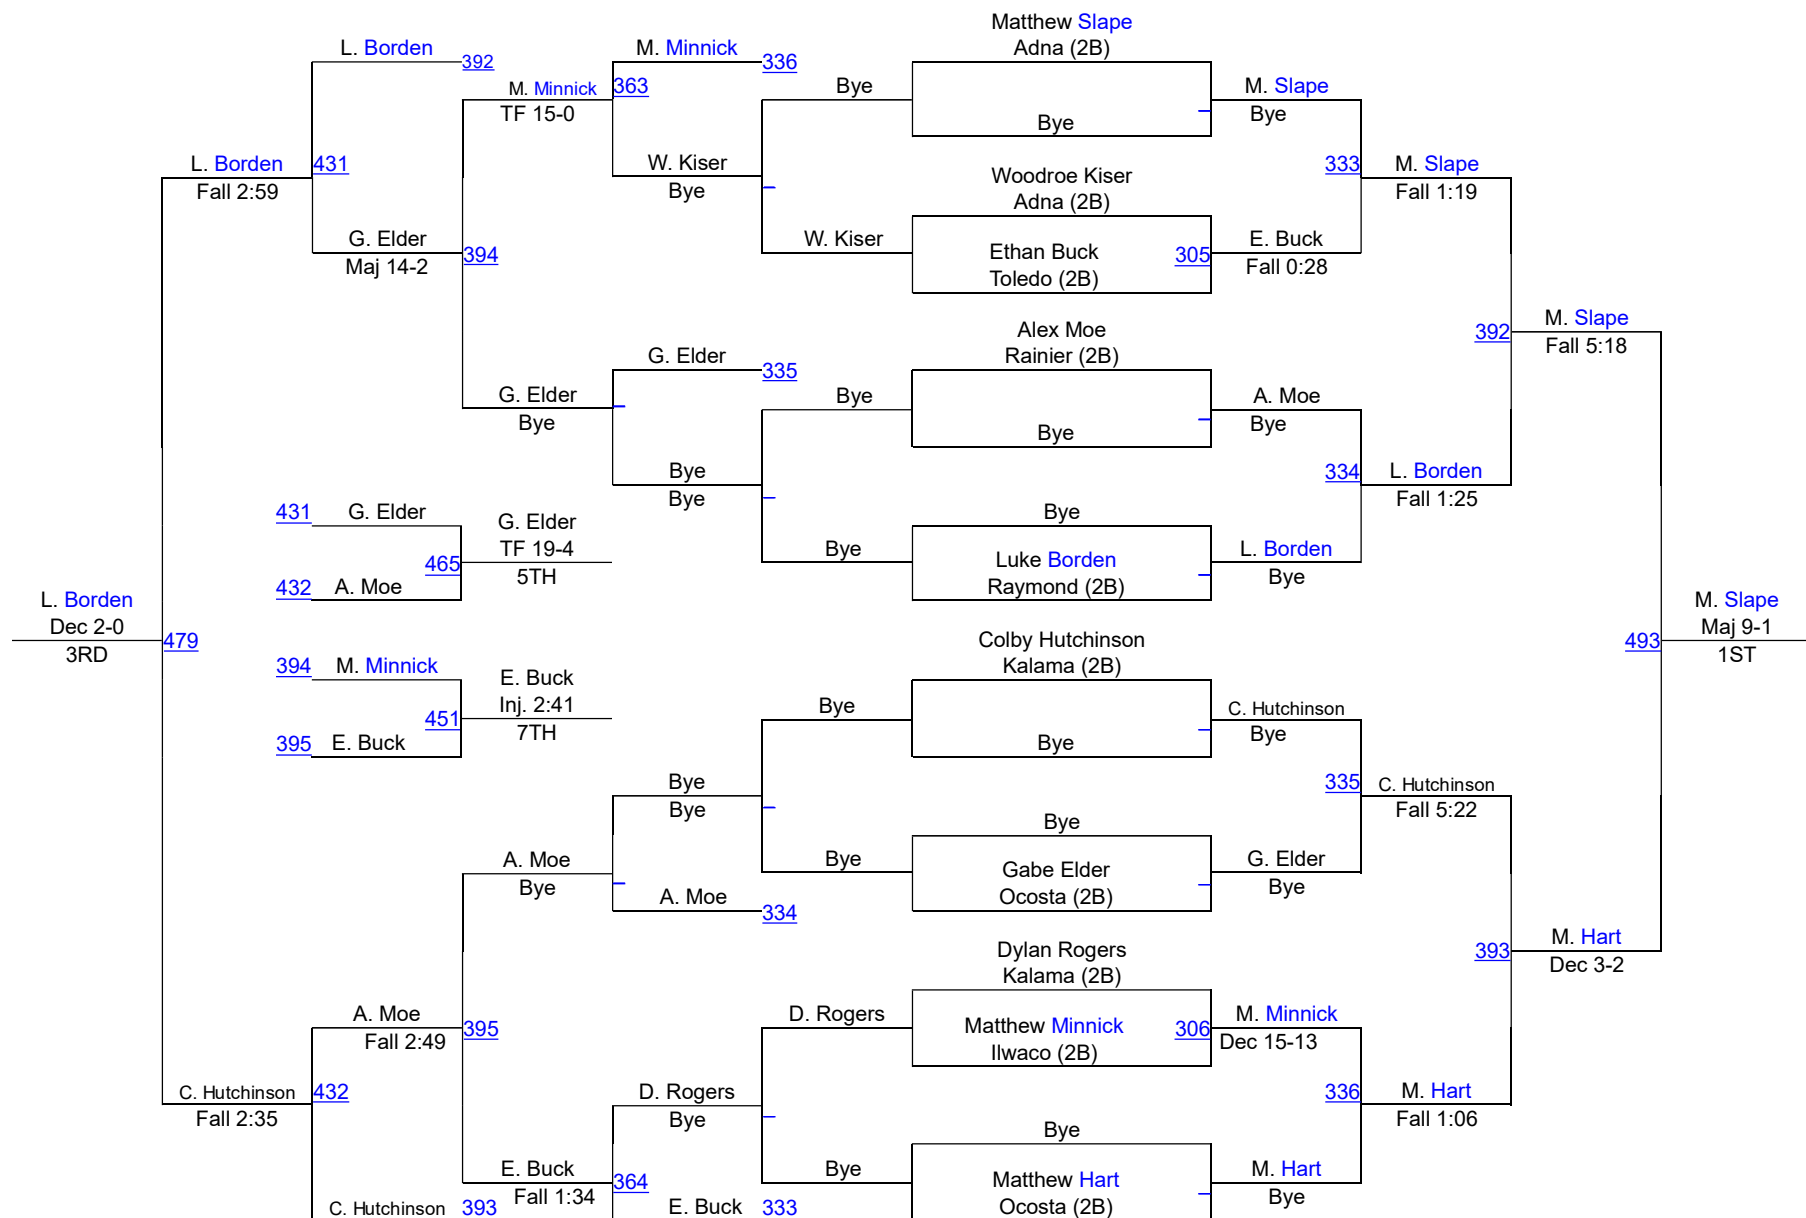 Matthew Slape
L. Borden M. Minnick Adna (2B)
392 336
M. Minnick 363 Bye M. Slape
TF 15-0 Bye
Bye
L. Borden 431 W. Kiser 333 M. Slape
Fall 2:59 Bye Woodroe Kiser Fall 1:19
Adna (2B)
G. Elder W. Kiser E. Buck
Maj 14-2 394 Ethan Buck 305 Fall 0:28
Toledo (2B)
Alex Moe M. Slape
G. Elder Rainier (2B) 392 Fall 5:18
335
G. Elder Bye A. Moe
Bye Bye
Bye
Bye 334 L. Borden
Bye Fall 1:25
431 G. Elder G. Elder Bye
TF 19-4 Bye L. Borden
465 5TH Luke Borden Bye
432 A. Moe Raymond (2B)
L. Borden M. Slape
Dec 2-0 Maj 9-1
3RD 479 Colby Hutchinson 493 1ST
394 M. Minnick E. Buck Kalama (2B)
Inj. 2:41 Bye C. Hutchinson
451 7TH Bye
395 E. Buck Bye
Bye 335 C. Hutchinson
Bye Fall 5:22
Bye
A. Moe Bye G. Elder
Bye Gabe Elder Bye
A. Moe Ocosta (2B)
334
Dylan Rogers 393 M. Hart
Kalama (2B) Dec 3-2
A. Moe D. Rogers M. Minnick
Fall 2:49 395 Matthew Minnick 306 Dec 15-13
Ilwaco (2B)
C. Hutchinson 432 D. Rogers 336 M. Hart
Fall 2:35 Bye Fall 1:06
Bye
E. Buck Bye M. Hart
Fall 1:34 364 Matthew Hart Bye
C. Hutchinson 393 E. Buck 333 Ocosta (2B)